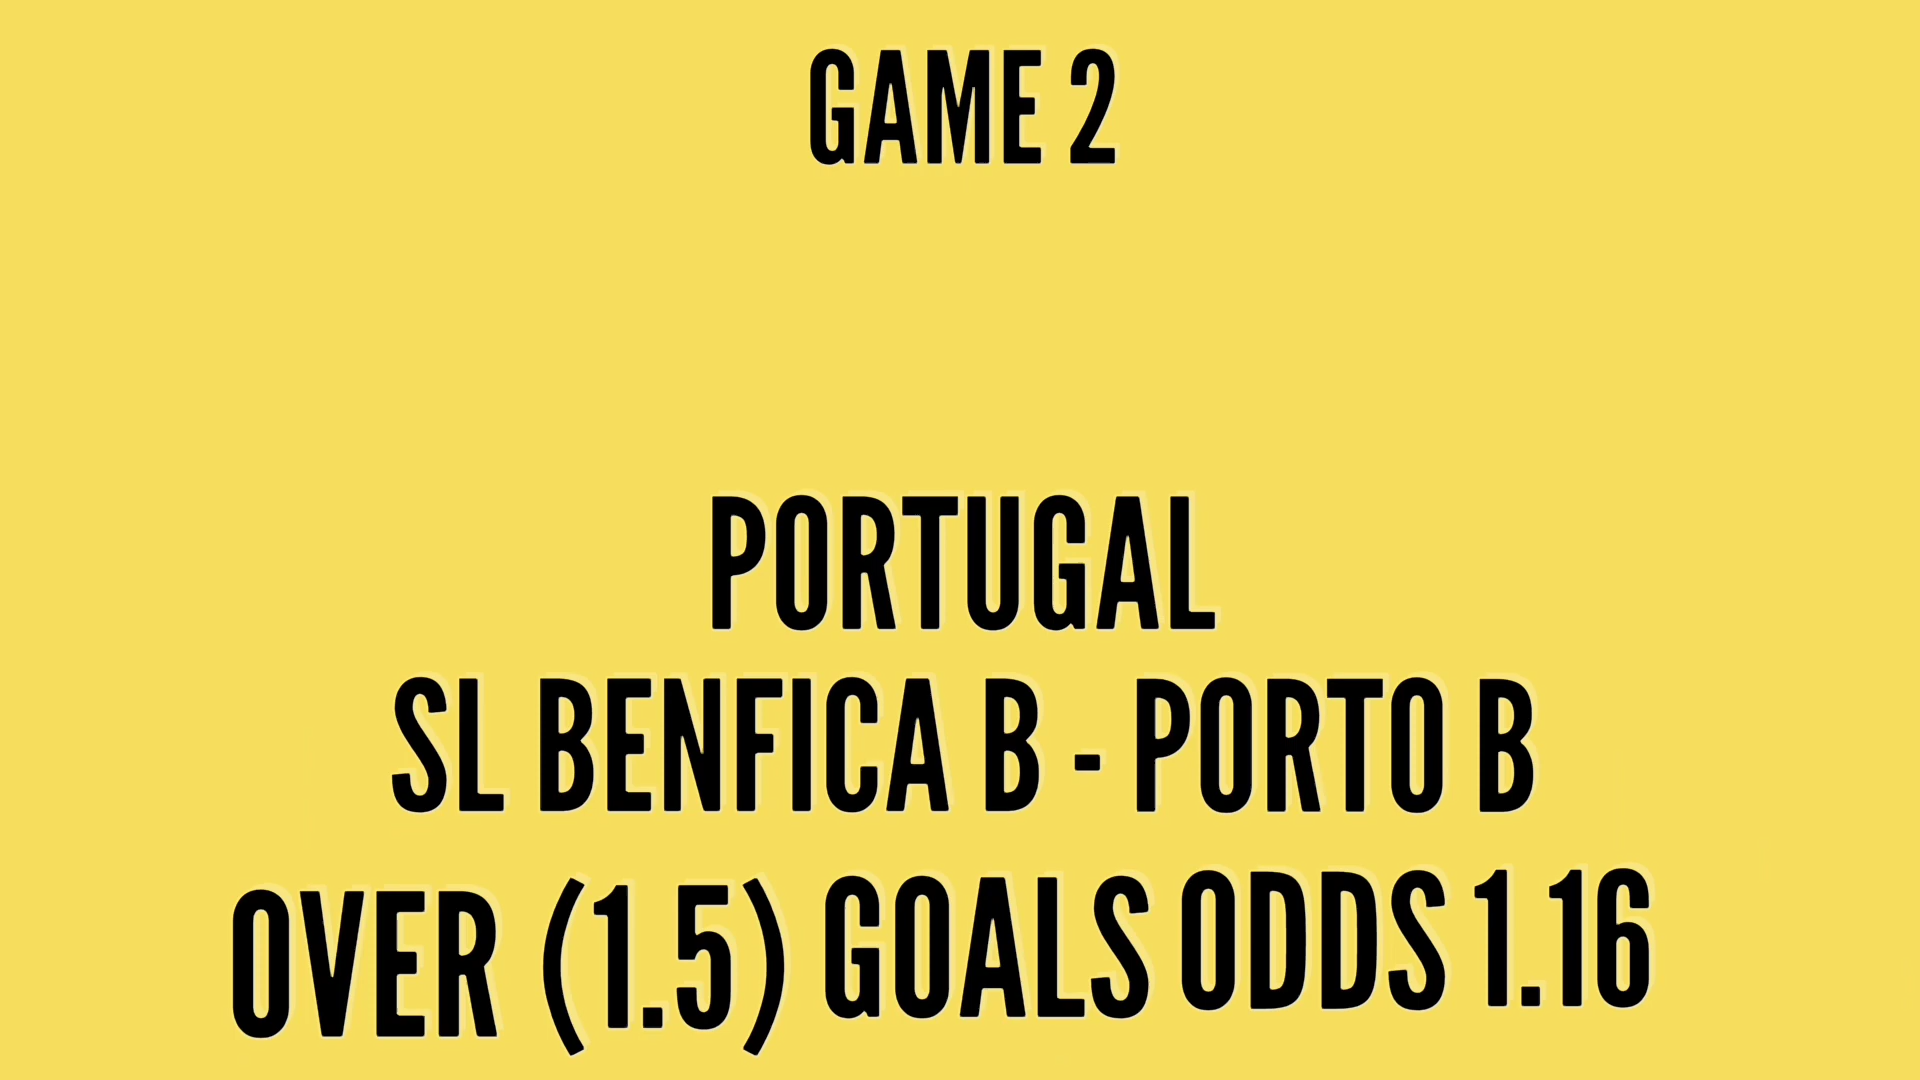 GAME 2
PORTUGAL
SL BENFICA B - PORTO B
OVER (1.5) GOALS ODDS 1.16